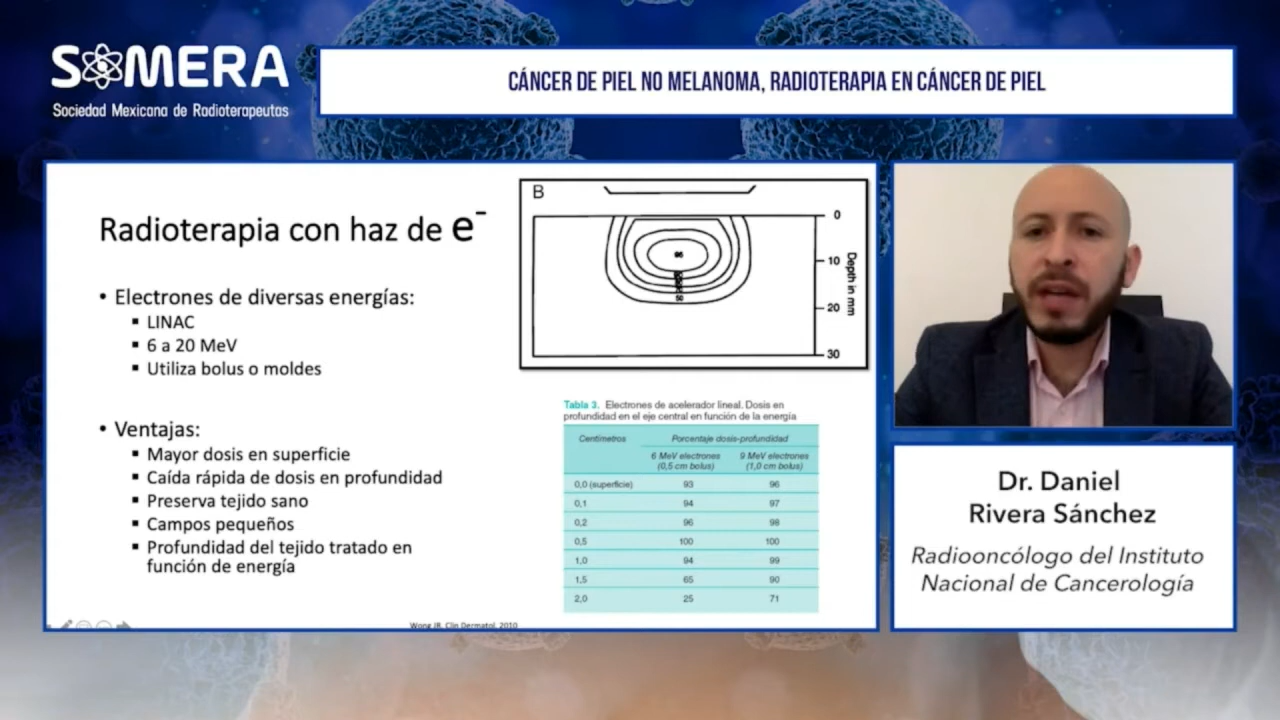 SOMERA
Sociedad Mexicana de Radioterapeutas
CÁNCER DE PIEL NO MELANOMA, RADIOTERAPIA EN CÁNCER DE PIEL
Radioterapia con haz de e-
• Electrones de diversas energías:
▪ LINAC
▪ 6 a 20 MeV
▪ Utiliza bolus o moldes
• Ventajas:
▪ Mayor dosis en superficie
▪ Caída rápida de dosis en profundidad
▪ Preserva tejido sano
▪ Campos pequeños
▪ Profundidad del tejido tratado en
función de energía
B
0
10
20
30
Depth in mm
50
Tabla 3. Electrones de acelerador lineal. Dosis en
profundidad en el eje central en función de la energía
Centímetros Porcentaje dosis-profundidad
6 MeV electrones 9 MeV electrones
(0,5 cm bolus) (1,0 cm bolus)
0,0 (superficie) 93 96
0,1 94 97
0,2 96 98
0,5 100 100
1,0 94 99
1,5 65 90
2,0 25 71
Wong JR. Clin Dermatol. 2010
Dr. Daniel
Rivera Sánchez
Radiooncólogo del Instituto
Nacional de Cancerología